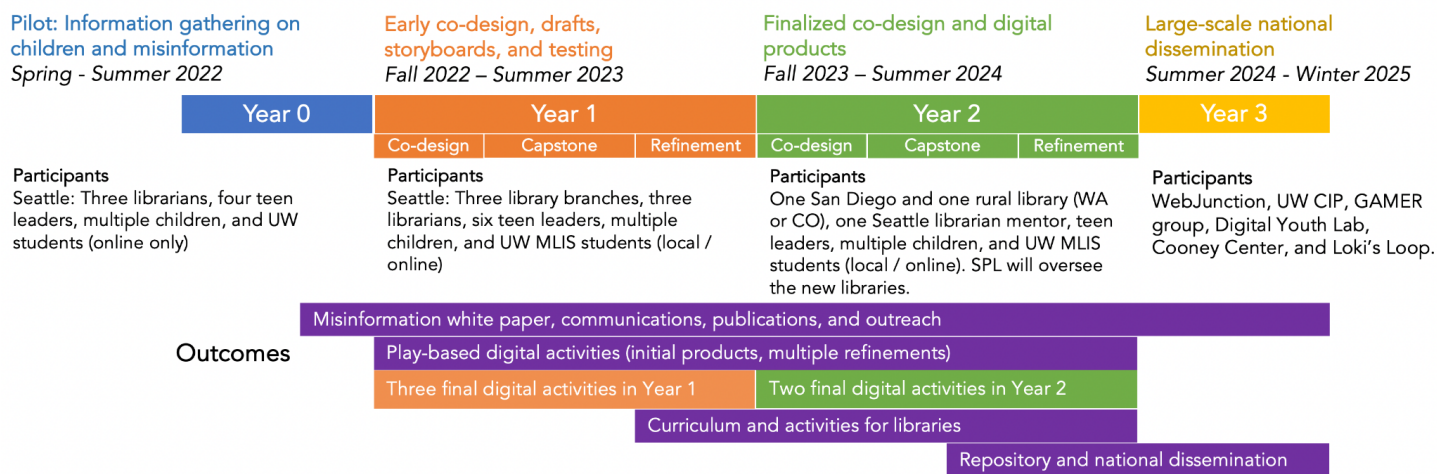 Pilot: Information gathering on
children and misinformation
Spring - Summer 2022
Early co-design, drafts,
storyboards, and testing
Fall 2022 – Summer 2023
Finalized co-design and digital
products
Fall 2023 – Summer 2024
Large-scale national
dissemination
Summer 2024 - Winter 2025
Year 0
Year 1
Year 2
Year 3
Co-design
Capstone
Refinement
Co-design
Capstone
Refinement
Participants
Seattle: Three librarians, four teen
leaders, multiple children, and UW
students (online only)
Participants
Seattle: Three library branches, three
librarians, six teen leaders, multiple
children, and UW MLIS students (local /
online)
Participants
One San Diego and one rural library (WA
or CO), one Seattle librarian mentor, teen
leaders, multiple children, and UW MLIS
students (local / online). SPL will oversee
the new libraries.
Participants
WebJunction, UW CIP, GAMER
group, Digital Youth Lab,
Cooney Center, and Loki's Loop.
Outcomes
Misinformation white paper, communications, publications, and outreach
Play-based digital activities (initial products, multiple refinements)
Three final digital activities in Year 1
Two final digital activities in Year 2
Curriculum and activities for libraries
Repository and national dissemination